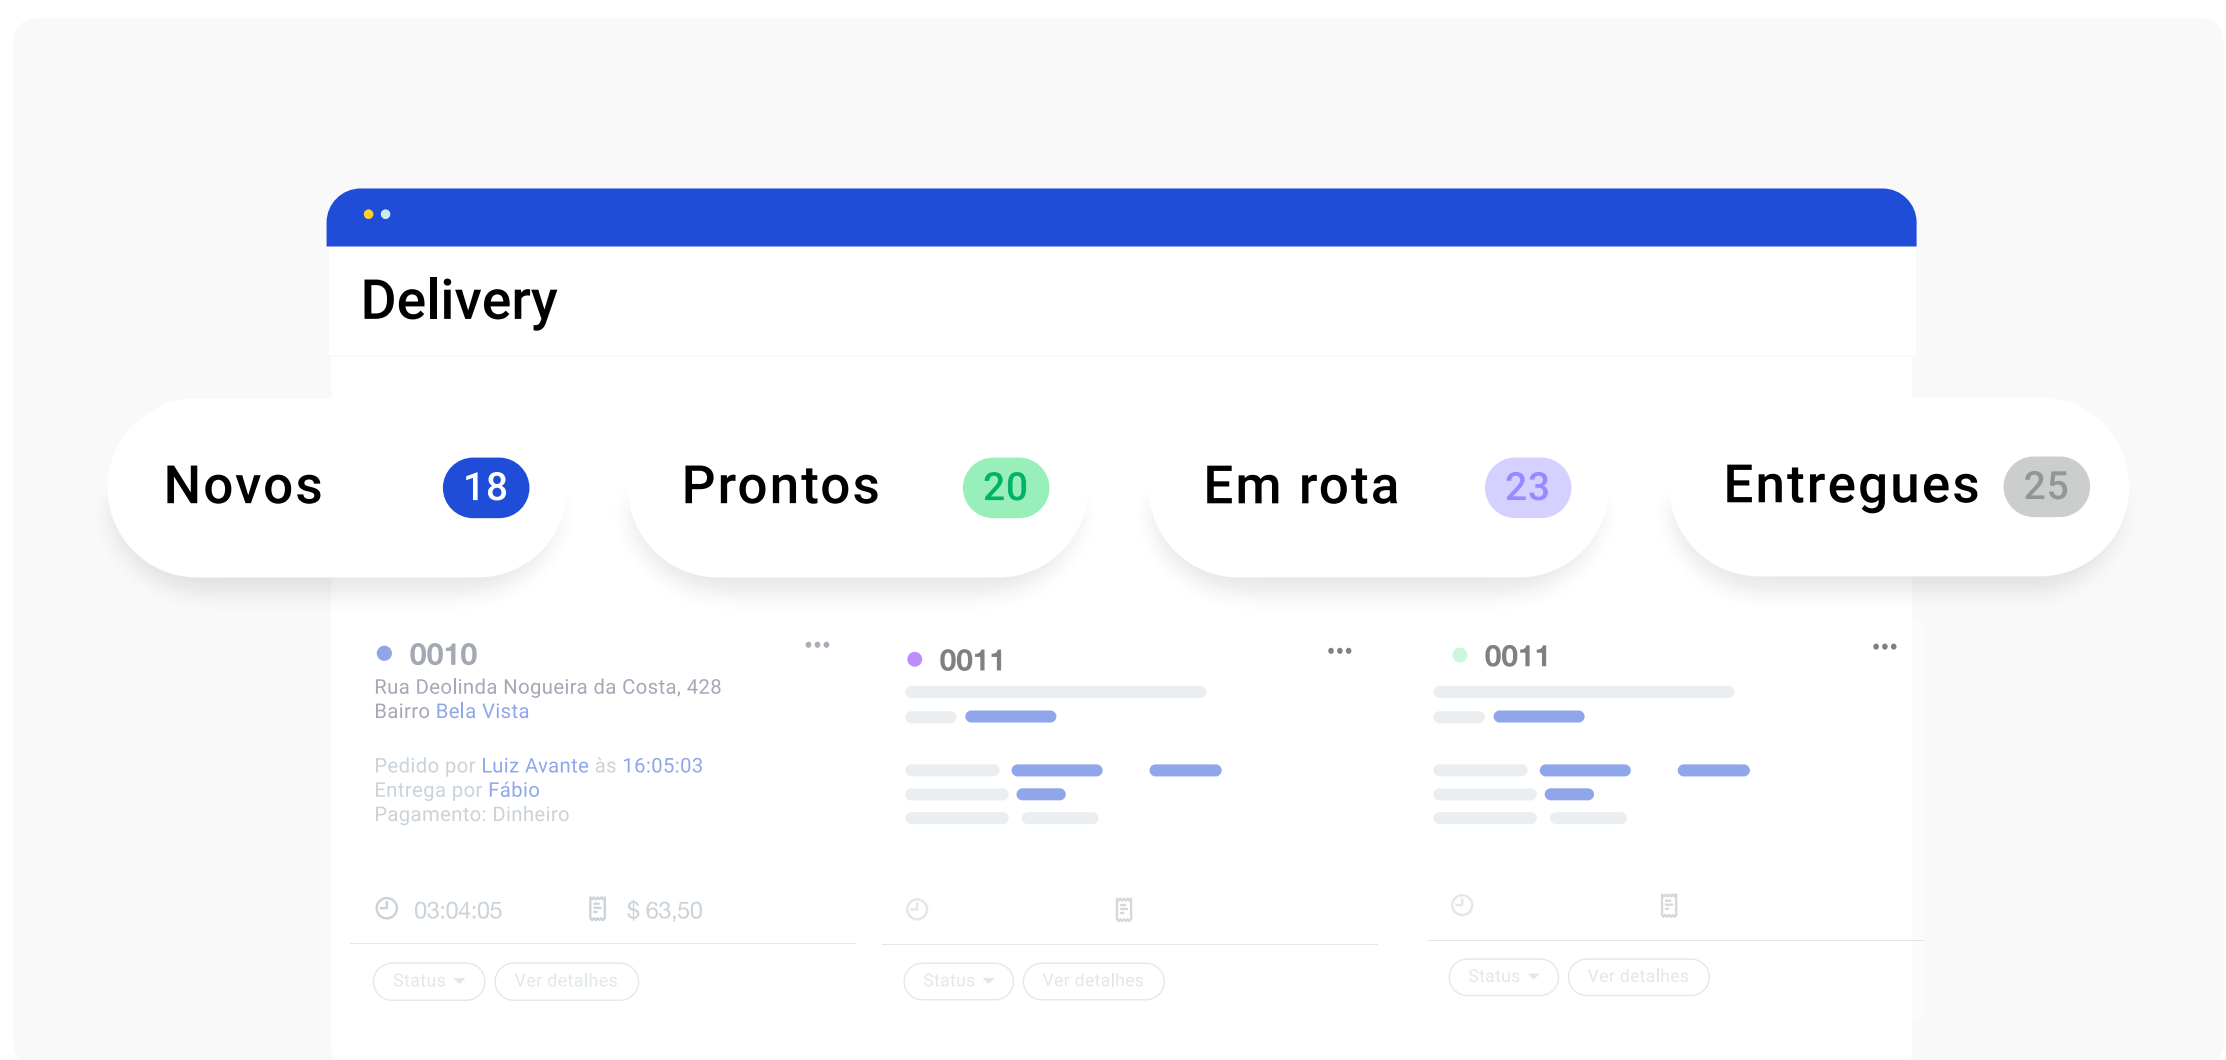 Delivery
Novos 18
Prontos 20
Em rota 23
Entregues 25
0010
Rua Deolinda Nogueira da Costa, 428
Bairro Bela Vista
Pedido por Luiz Avante às 16:05:03
Entrega por Fábio
Pagamento: Dinheiro
03:04:05 $ 63,50
Status Ver detalhes
0011
Status Ver detalhes
0011
Status Ver detalhes